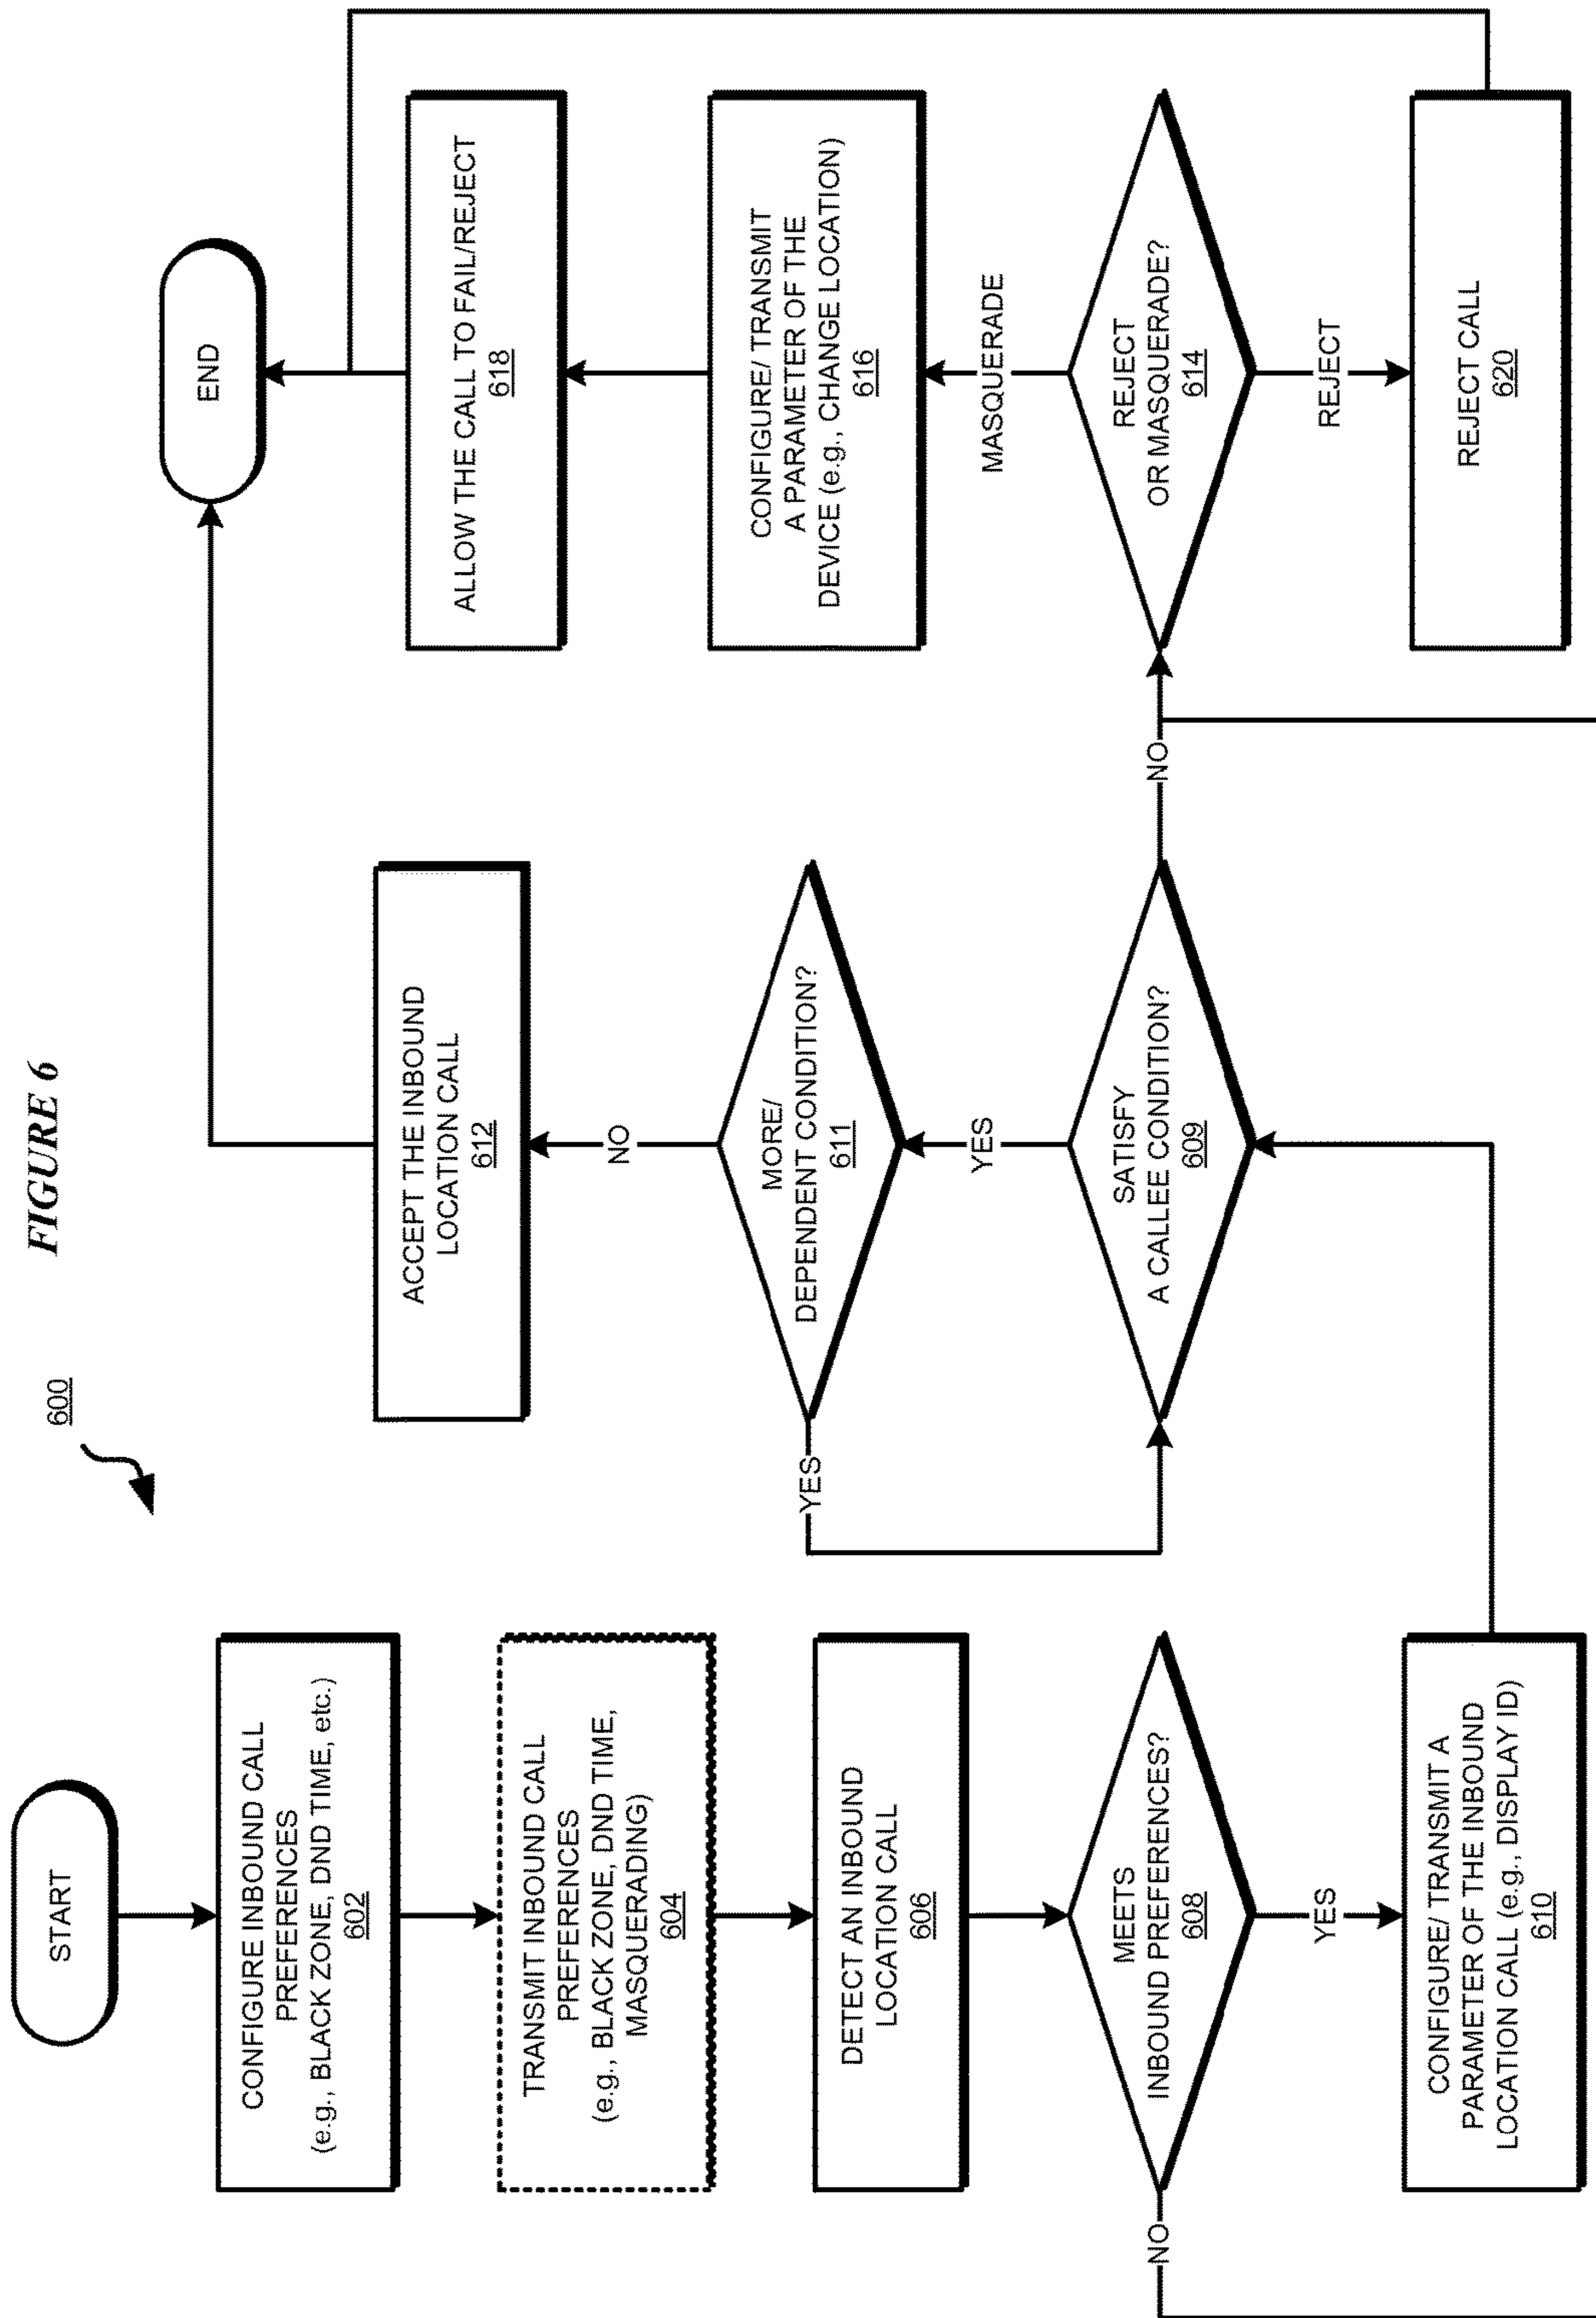 FIGURE 6
600
START
CONFIGURE INBOUND CALL
PREFERENCES
(e.g., BLACK ZONE, DND TIME, etc.)
602
TRANSMIT INBOUND CALL
PREFERENCES
(e.g., BLACK ZONE, DND TIME,
MASQUERADING)
604
DETECT AN INBOUND
LOCATION CALL
606
MEETS
INBOUND PREFERENCES?
608
NO
YES
CONFIGURE/ TRANSMIT A
PARAMETER OF THE INBOUND
LOCATION CALL (e.g., DISPLAY ID)
610
ACCEPT THE INBOUND
LOCATION CALL
612
NO
MORE/
DEPENDENT CONDITION?
611
YES
YES
SATISFY
A CALLEE CONDITION?
609
NO
END
ALLOW THE CALL TO FAIL/REJECT
618
CONFIGURE/ TRANSMIT
A PARAMETER OF THE
DEVICE (e.g., CHANGE LOCATION)
616
MASQUERADE
REJECT
OR MASQUERADE?
614
REJECT
REJECT CALL
620